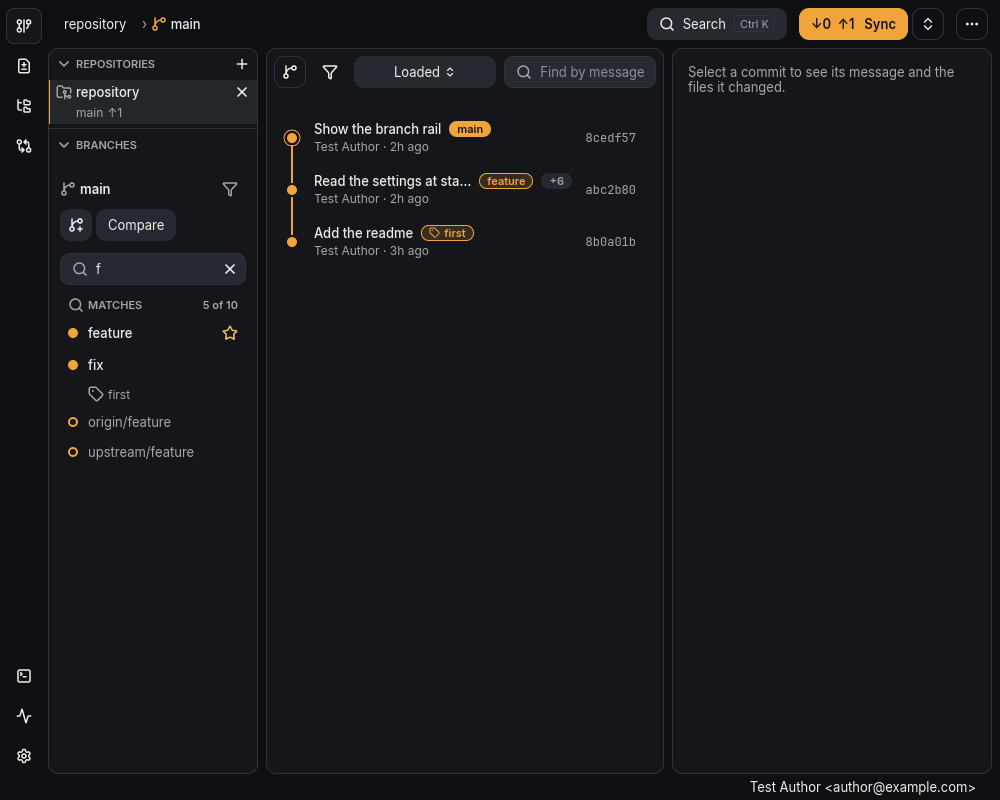 repository › main
Search Ctrl K
↓0 ↑1 Sync
REPOSITORIES
repository
main ↑1
BRANCHES
main
Compare
f
MATCHES 5 of 10
feature
fix
first
origin/feature
upstream/feature
Loaded
Find by message
Show the branch rail main
Test Author · 2h ago
8cedf57
Read the settings at sta... feature +6
Test Author · 2h ago
abc2b80
Add the readme first
Test Author · 3h ago
8b0a01b
Select a commit to see its message and the
files it changed.
Test Author <author@example.com>